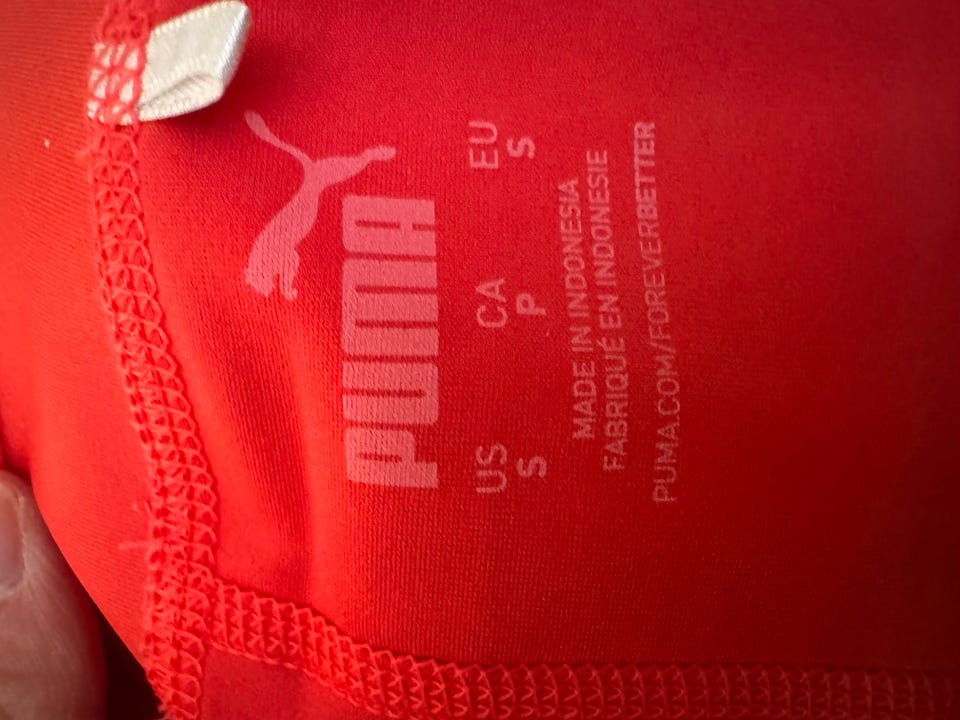 PUMA
US CA EU
S P S
MADE IN INDONESIA
FABRIQUÉ EN INDONESIE
PUMA.COM/FOREVERBETTER